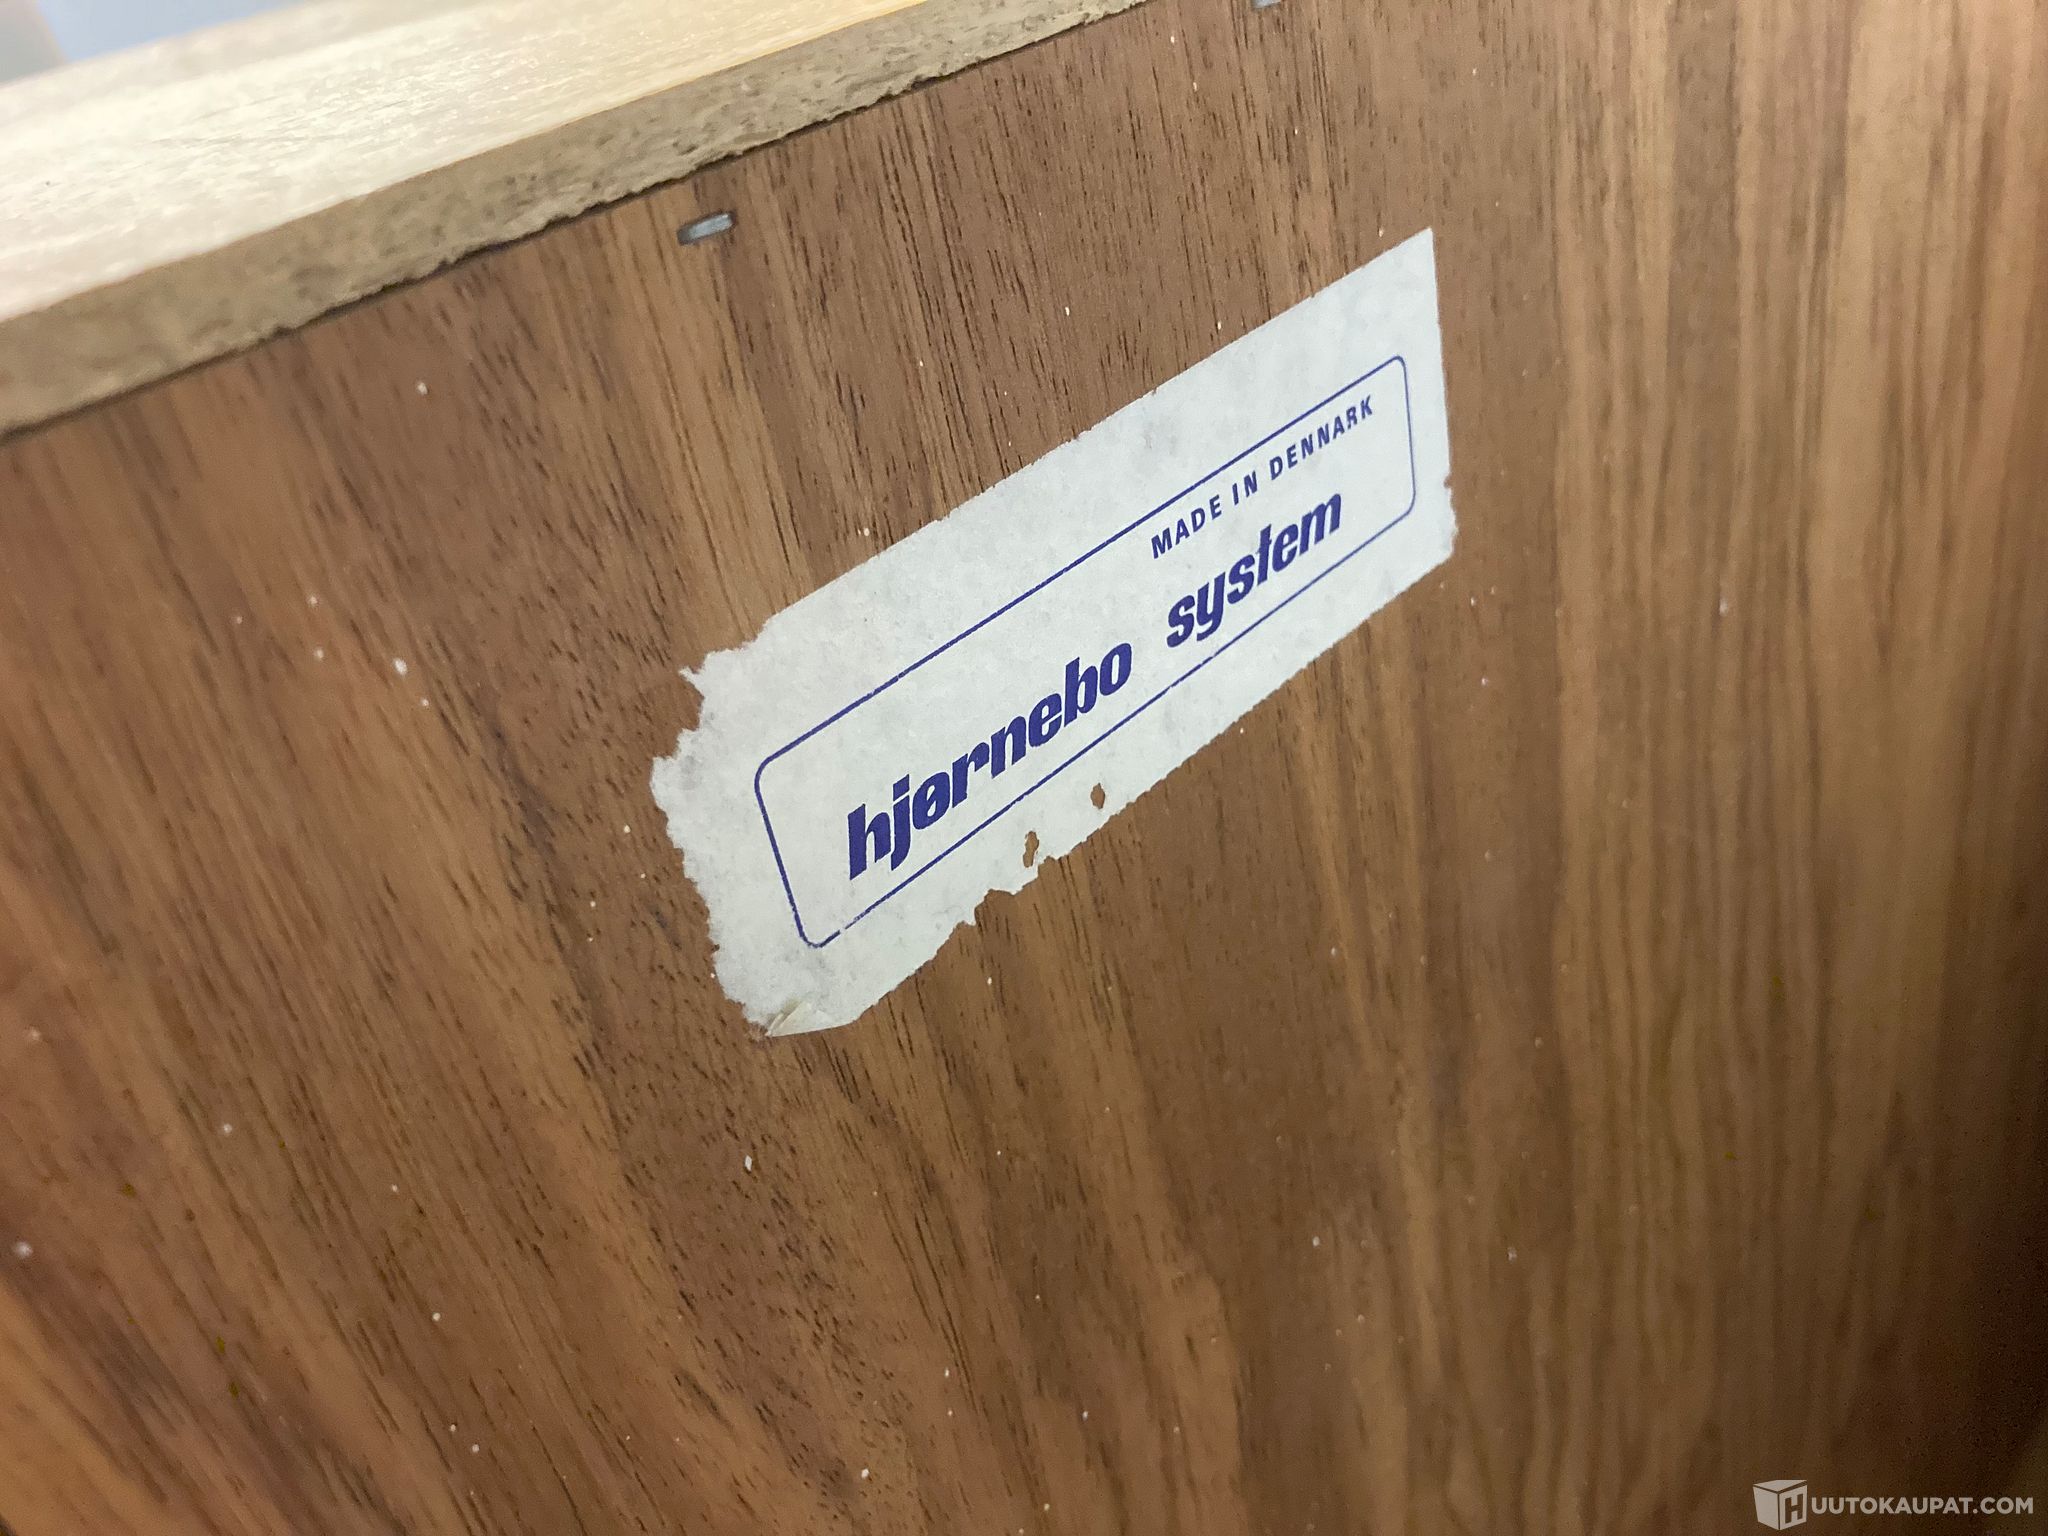 MADE IN DENNARK
hjørnebo system
HUUTOKAUPAT.COM